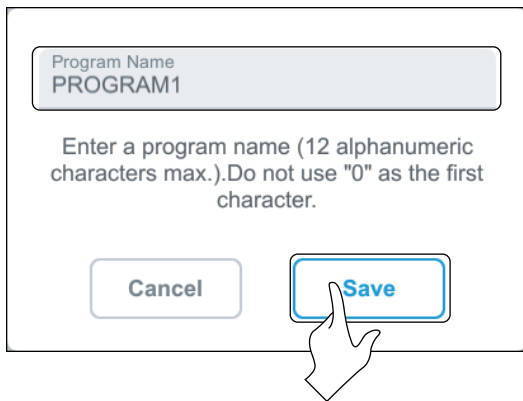 Program Name
PROGRAM1
Enter a program name (12 alphanumeric
characters max.).Do not use "0" as the first
character.
Cancel
Save